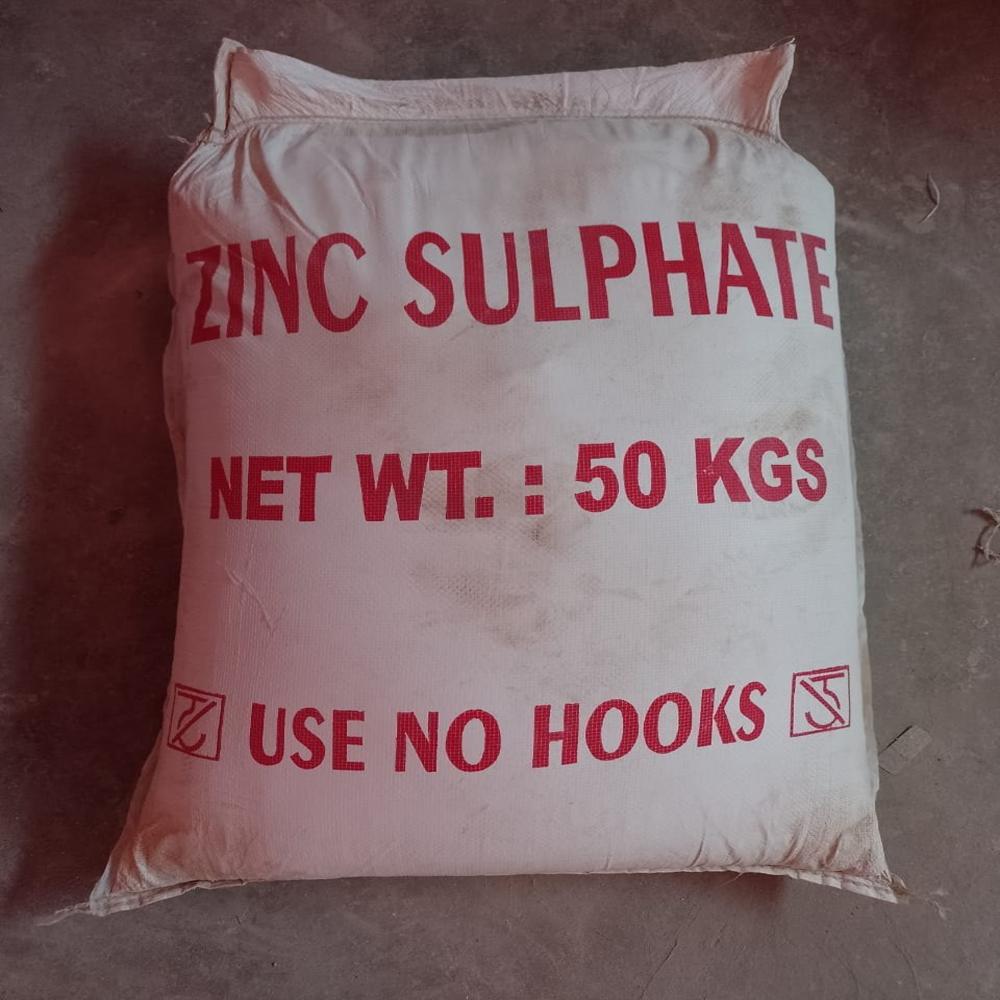 ZINC SULPHATE
NET WT. : 50 KGS
USE NO HOOKS